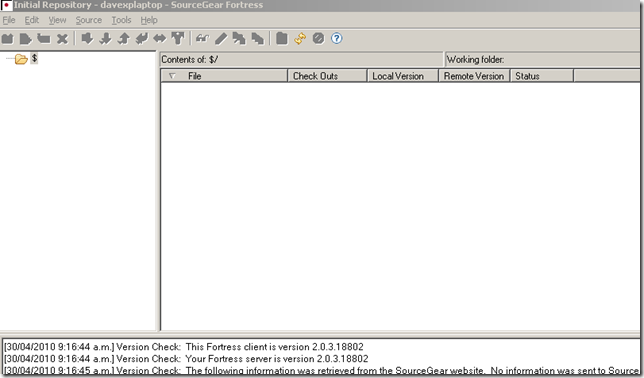 Initial Repository - davexplaptop - SourceGear Fortress
File Edit View Source Tools Help
$
Contents of: $/ Working folder:
File Check Outs Local Version Remote Version Status
[30/04/2010 9:16:44 a.m.] Version Check: This Fortress client is version 2.0.3.18802
[30/04/2010 9:16:44 a.m.] Version Check: Your Fortress server is version 2.0.3.18802
[30/04/2010 9:16:45 a.m.] Version Check: The following information was retrieved from the SourceGear website. No information was sent to Source